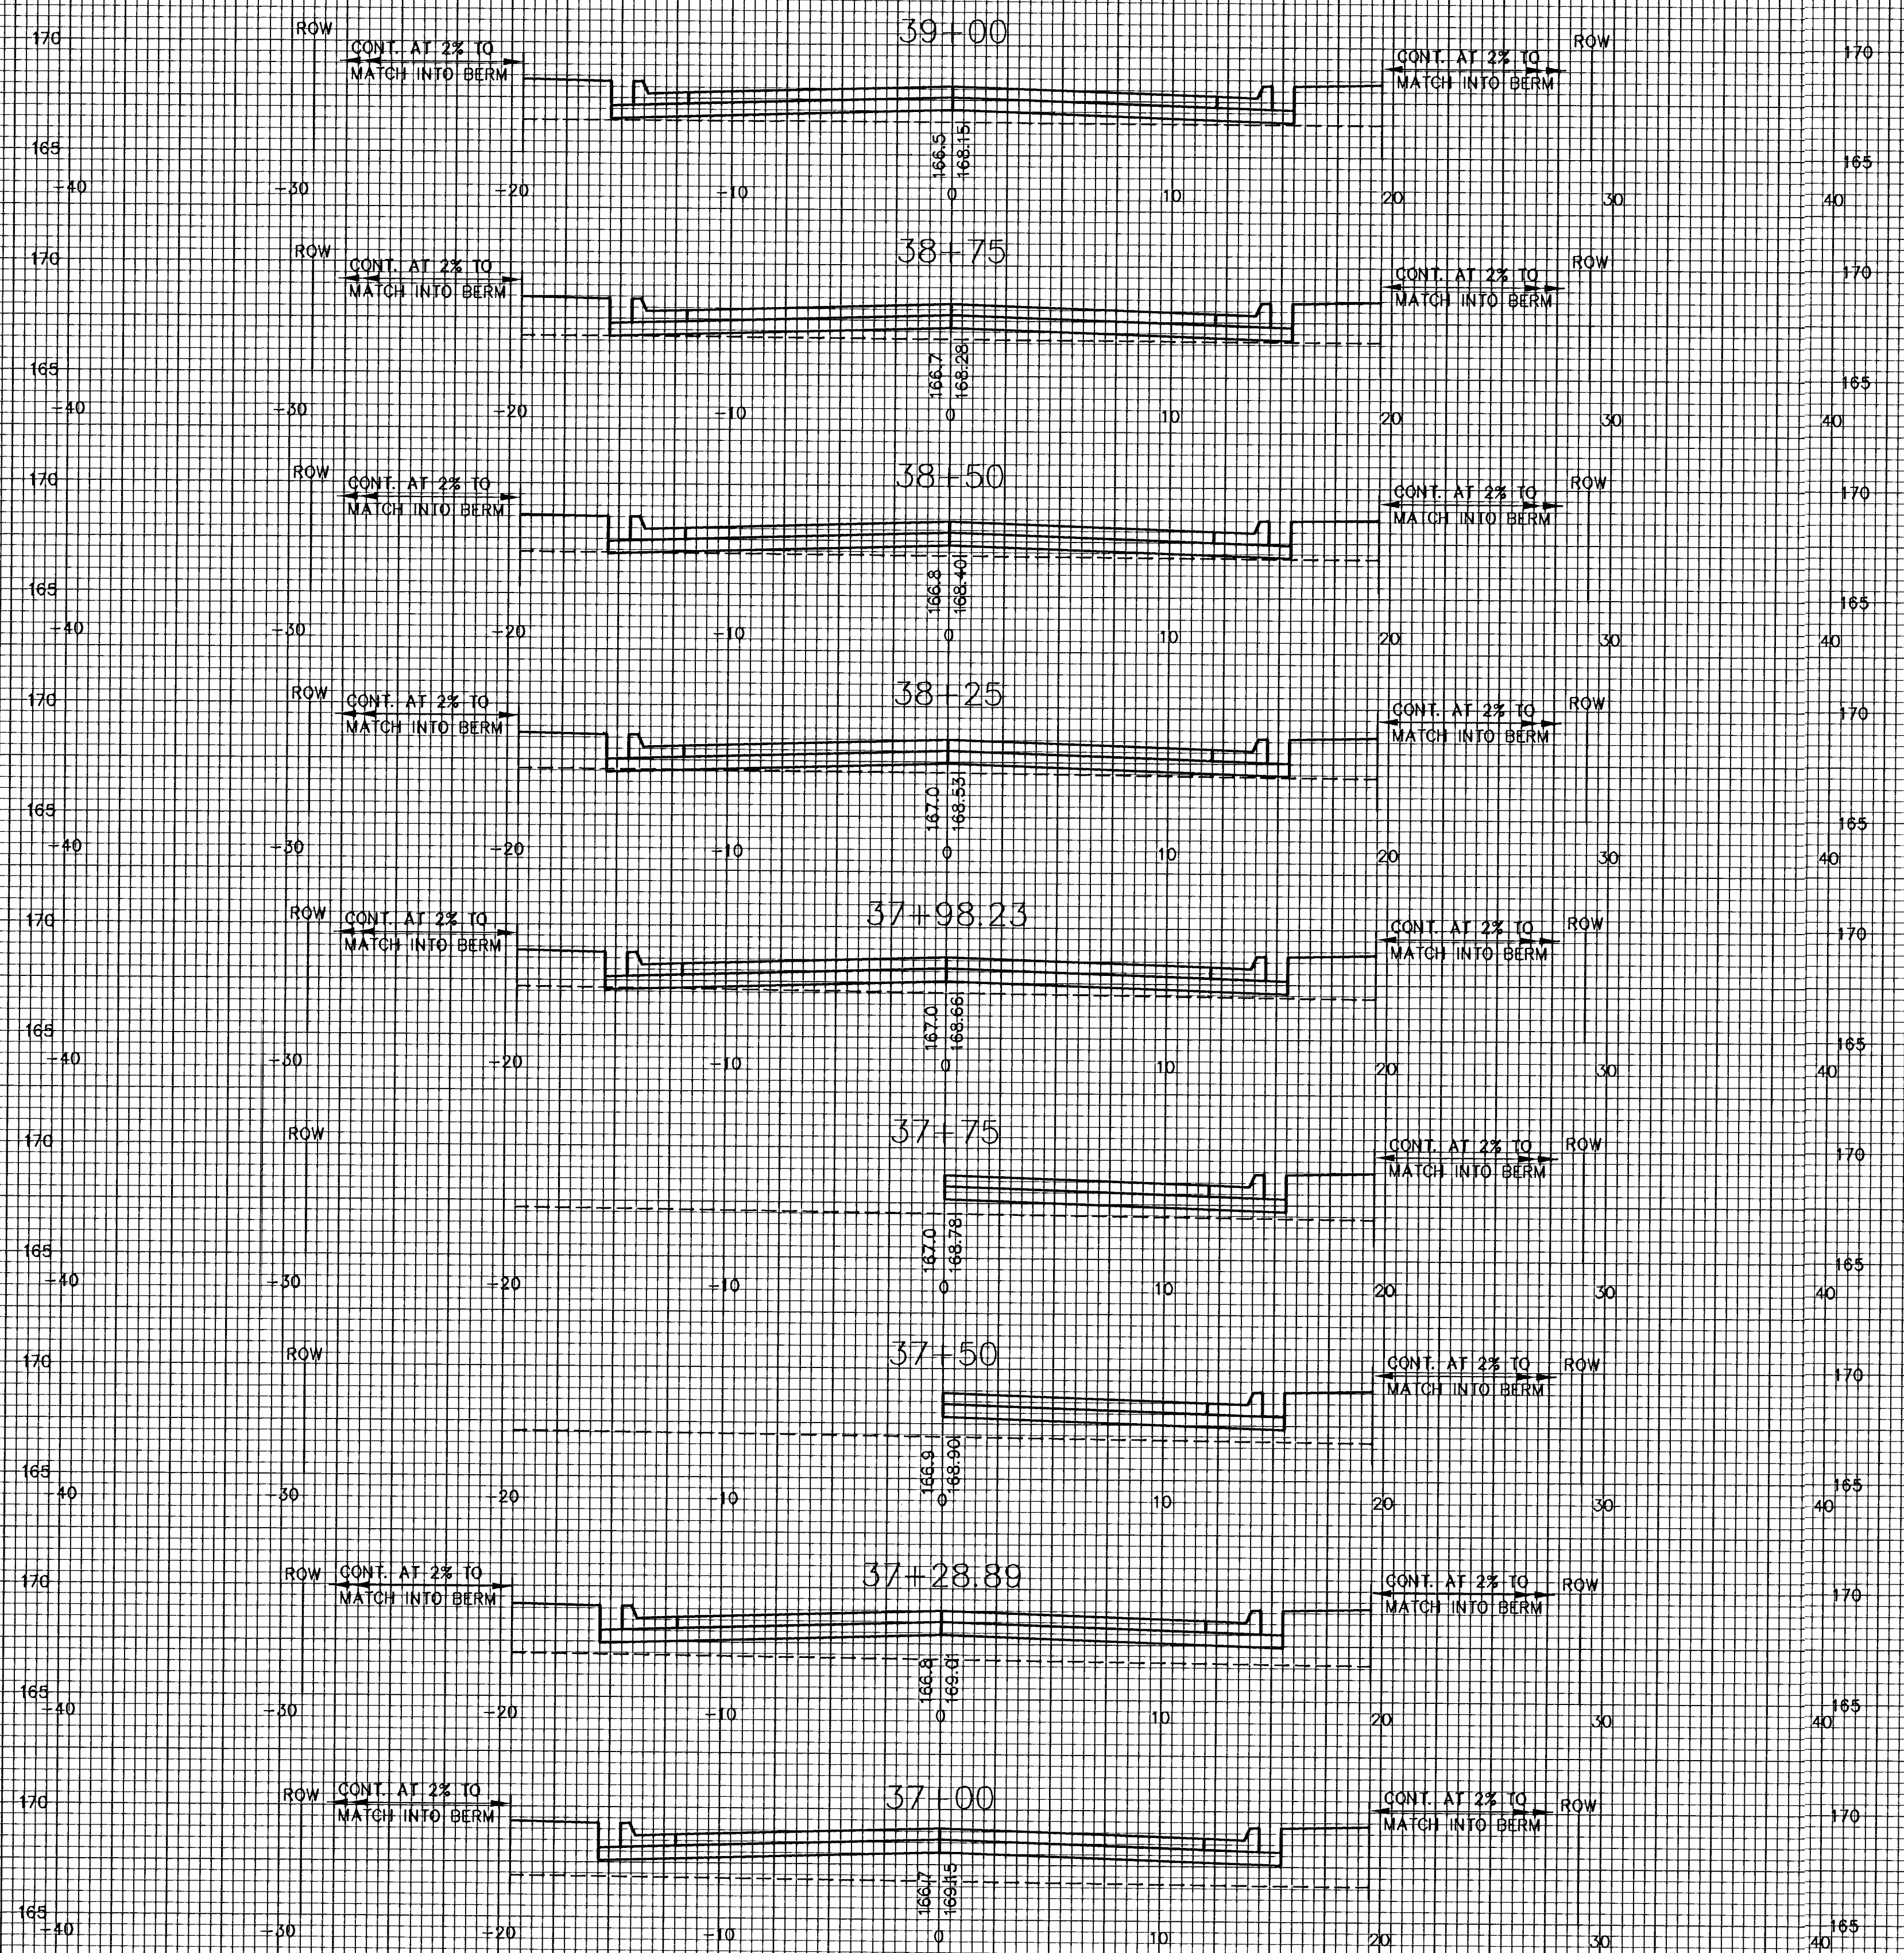 39+00
170 ROW CONT. AT 2% TO CONT. AT 2% TO ROW 170
MATCH INTO BERM MATCH INTO BERM
166.5 168.15
165 165
-40 -30 -20 -10 0 10 20 30 40
38+75
170 ROW CONT. AT 2% TO CONT. AT 2% TO ROW 170
MATCH INTO BERM MATCH INTO BERM
166.7 168.28
165 165
-40 -30 -20 -10 0 10 20 30 40
38+50
170 ROW CONT. AT 2% TO CONT. AT 2% TO ROW 170
MATCH INTO BERM MATCH INTO BERM
166.8 168.40
165 165
-40 -30 -20 -10 0 10 20 30 40
38+25
170 ROW CONT. AT 2% TO CONT. AT 2% TO ROW 170
MATCH INTO BERM MATCH INTO BERM
167.0 168.53
165 165
-40 -30 -20 -10 0 10 20 30 40
37+98.23
170 ROW CONT. AT 2% TO CONT. AT 2% TO ROW 170
MATCH INTO BERM MATCH INTO BERM
167.0 168.66
165 165
-40 -30 -20 -10 0 10 20 30 40
37+75
170 ROW CONT. AT 2% TO ROW 170
MATCH INTO BERM
167.0 168.78
165 165
-40 -30 -20 -10 0 10 20 30 40
37+50
170 ROW CONT. AT 2% TO ROW 170
MATCH INTO BERM
166.9 168.90
165 165
-40 -30 -20 -10 0 10 20 30 40
37+28.89
170 ROW CONT. AT 2% TO CONT. AT 2% TO ROW 170
MATCH INTO BERM MATCH INTO BERM
166.8 169.01
165 165
-40 -30 -20 -10 0 10 20 30 40
37+00
170 ROW CONT. AT 2% TO CONT. AT 2% TO ROW 170
MATCH INTO BERM MATCH INTO BERM
166.7 169.15
165 165
-40 -30 -20 -10 0 10 20 30 40